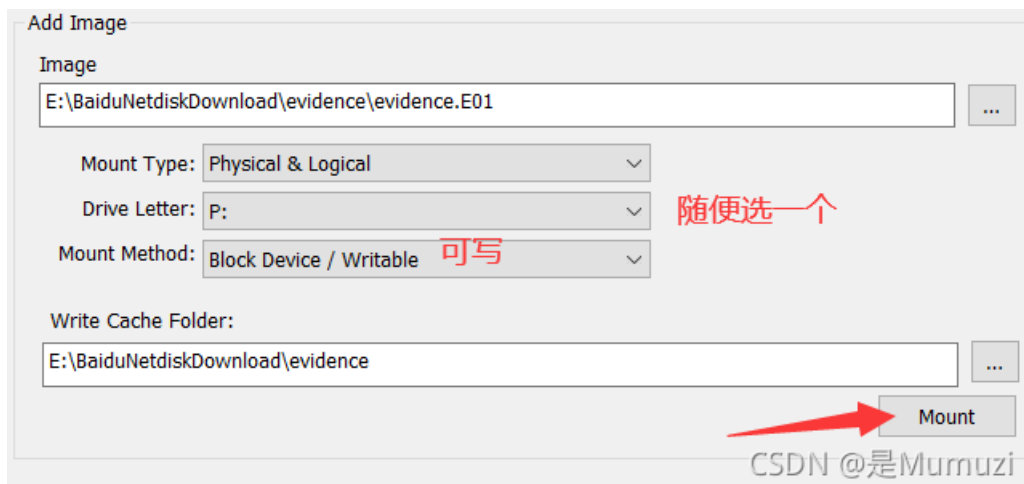 Add Image
Image
E:\BaiduNetdiskDownload\evidence\evidence.E01
...
Mount Type: Physical & Logical
Drive Letter: P: 随便选一个
Mount Method: Block Device / Writable 可写
Write Cache Folder:
E:\BaiduNetdiskDownload\evidence
...
Mount
CSDN @是Mumuzi